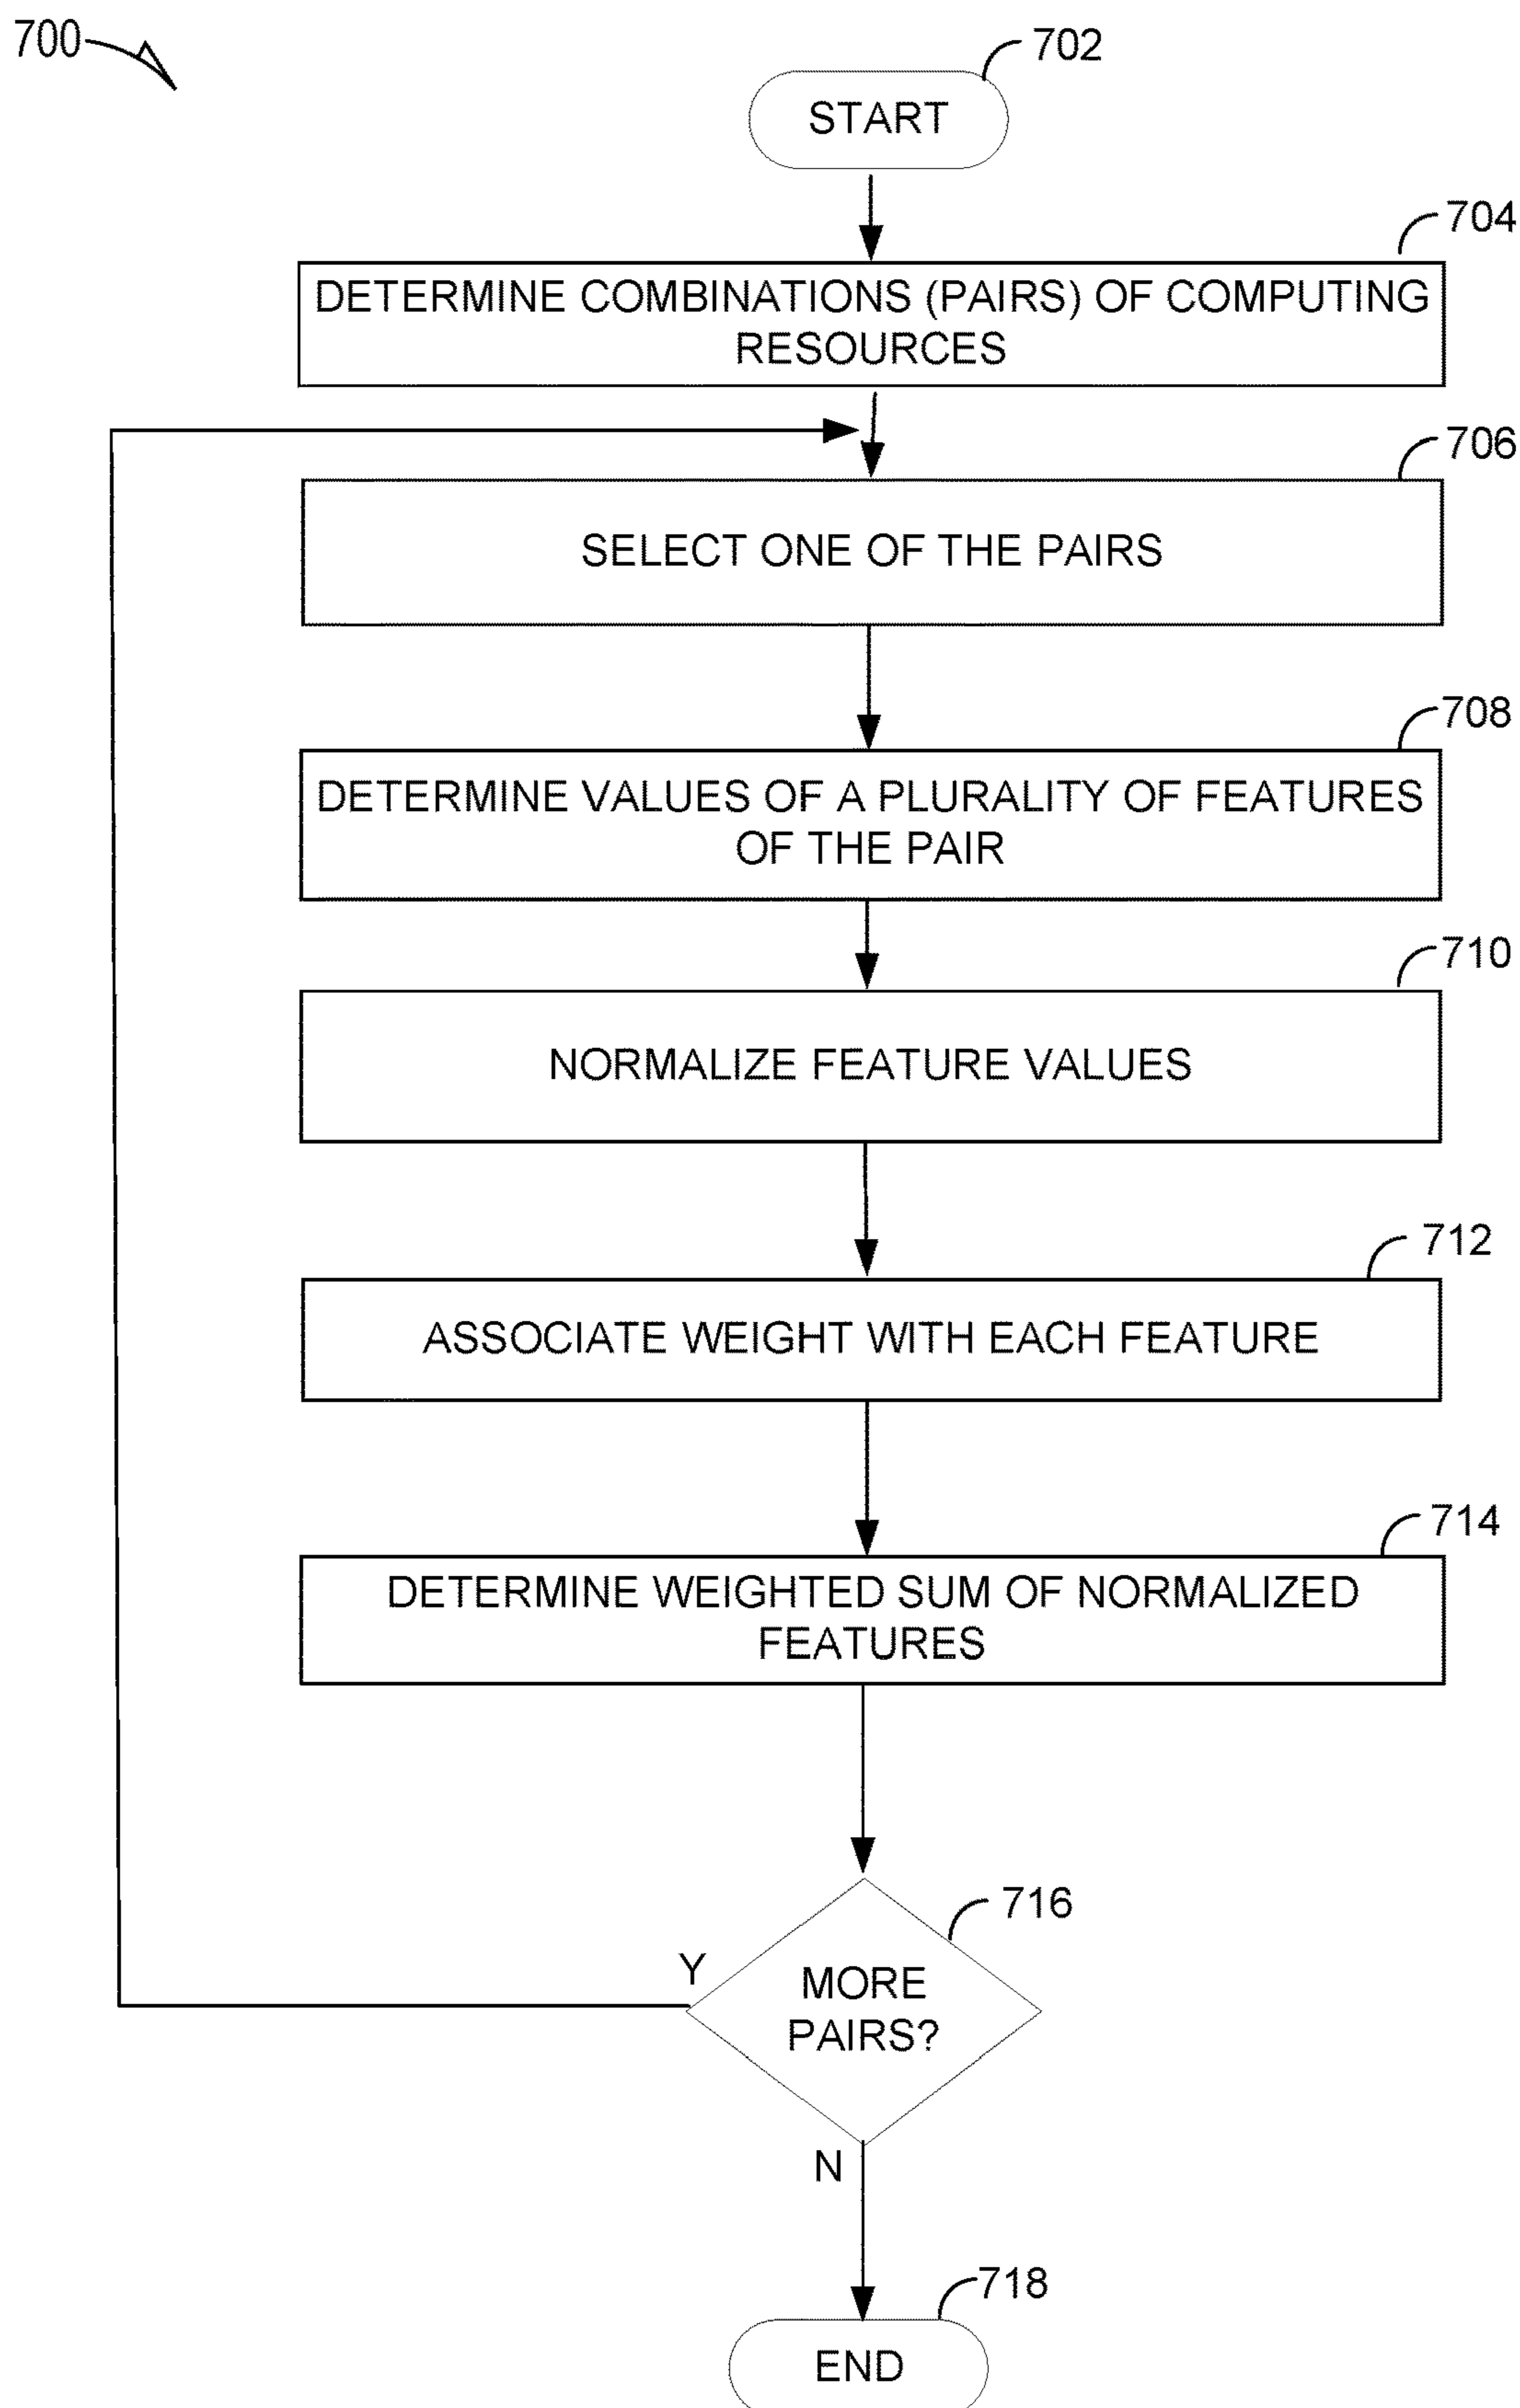 700
702
START
704
DETERMINE COMBINATIONS (PAIRS) OF COMPUTING
RESOURCES
706
SELECT ONE OF THE PAIRS
708
DETERMINE VALUES OF A PLURALITY OF FEATURES
OF THE PAIR
710
NORMALIZE FEATURE VALUES
712
ASSOCIATE WEIGHT WITH EACH FEATURE
714
DETERMINE WEIGHTED SUM OF NORMALIZED
FEATURES
716
Y
MORE
PAIRS?
N
718
END